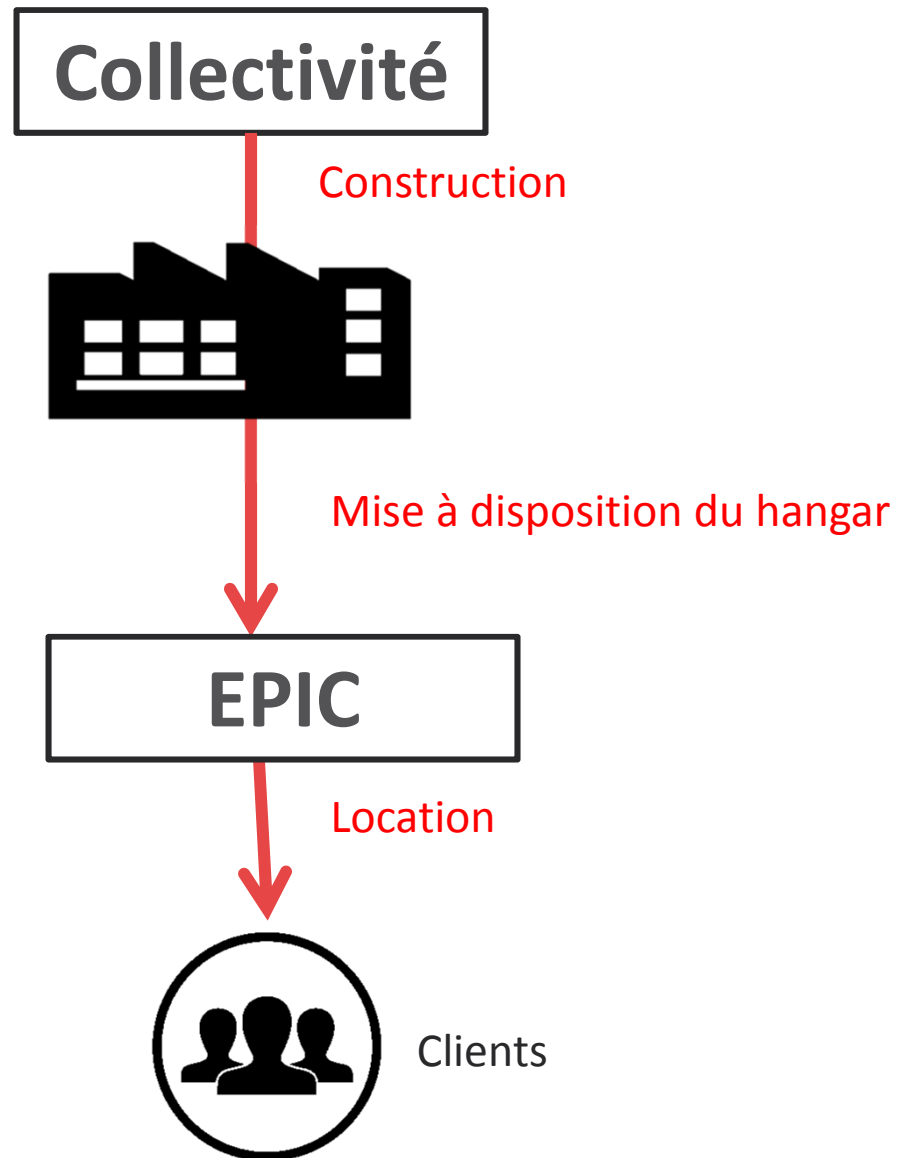 Collectivité
Construction
Mise à disposition du hangar
EPIC
Location
Clients